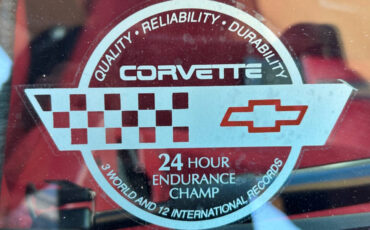 QUALITY · RELIABILITY · DURABILITY
CORVETTE
24 HOUR
ENDURANCE
CHAMP
3 WORLD AND 12 INTERNATIONAL RECORDS